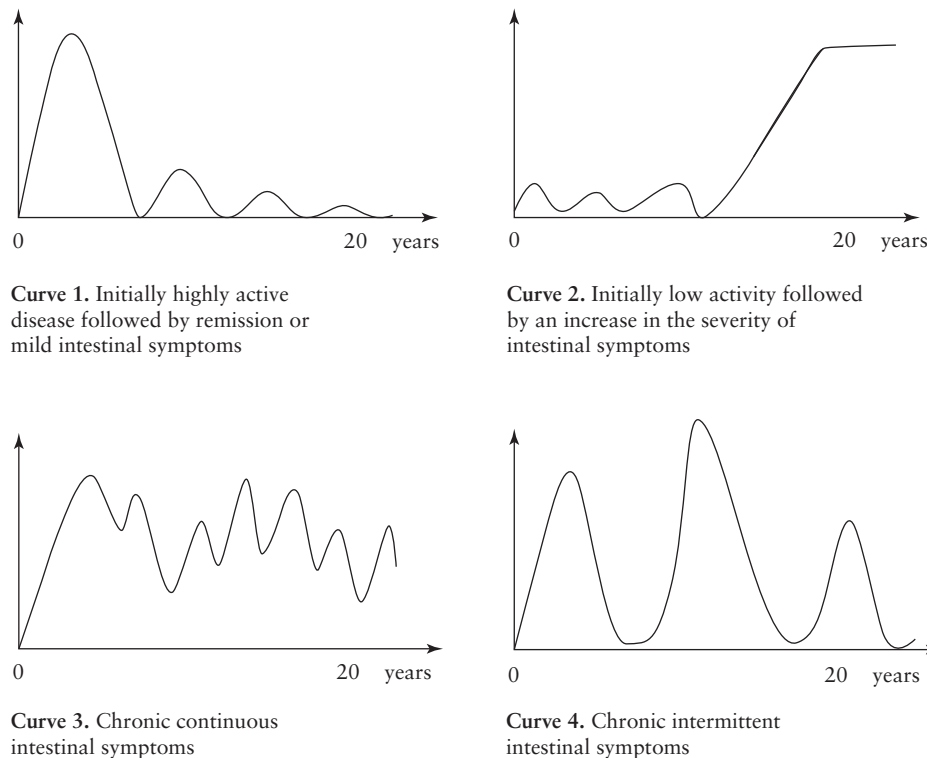 0 20 years
Curve 1. Initially highly active
disease followed by remission or
mild intestinal symptoms
0 20 years
Curve 2. Initially low activity followed
by an increase in the severity of
intestinal symptoms
0 20 years
Curve 3. Chronic continuous
intestinal symptoms
0 20 years
Curve 4. Chronic intermittent
intestinal symptoms